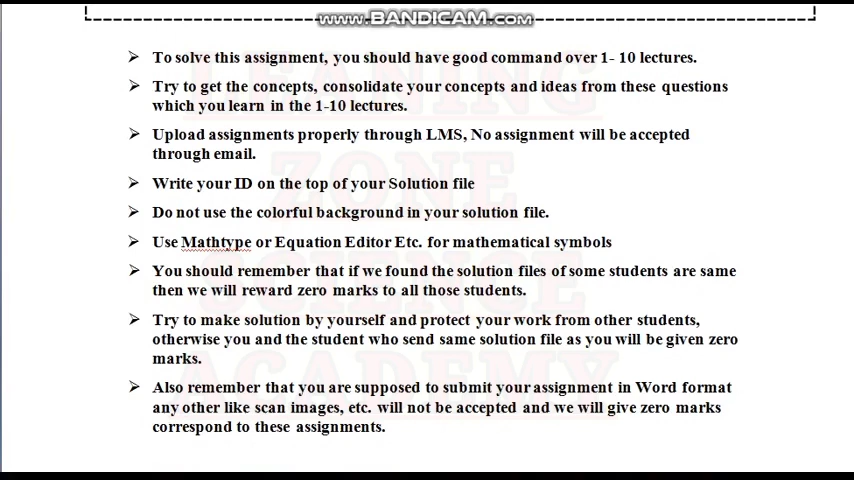 www.BANDICAM.com
➢ To solve this assignment, you should have good command over 1- 10 lectures.
➢ Try to get the concepts, consolidate your concepts and ideas from these questions
which you learn in the 1-10 lectures.
➢ Upload assignments properly through LMS, No assignment will be accepted
through email.
➢ Write your ID on the top of your Solution file
➢ Do not use the colorful background in your solution file.
➢ Use Mathtype or Equation Editor Etc. for mathematical symbols
➢ You should remember that if we found the solution files of some students are same
then we will reward zero marks to all those students.
➢ Try to make solution by yourself and protect your work from other students,
otherwise you and the student who send same solution file as you will be given zero
marks.
➢ Also remember that you are supposed to submit your assignment in Word format
any other like scan images, etc. will not be accepted and we will give zero marks
correspond to these assignments.
LEANING
ZONE
SCIENCE
ACADEMY